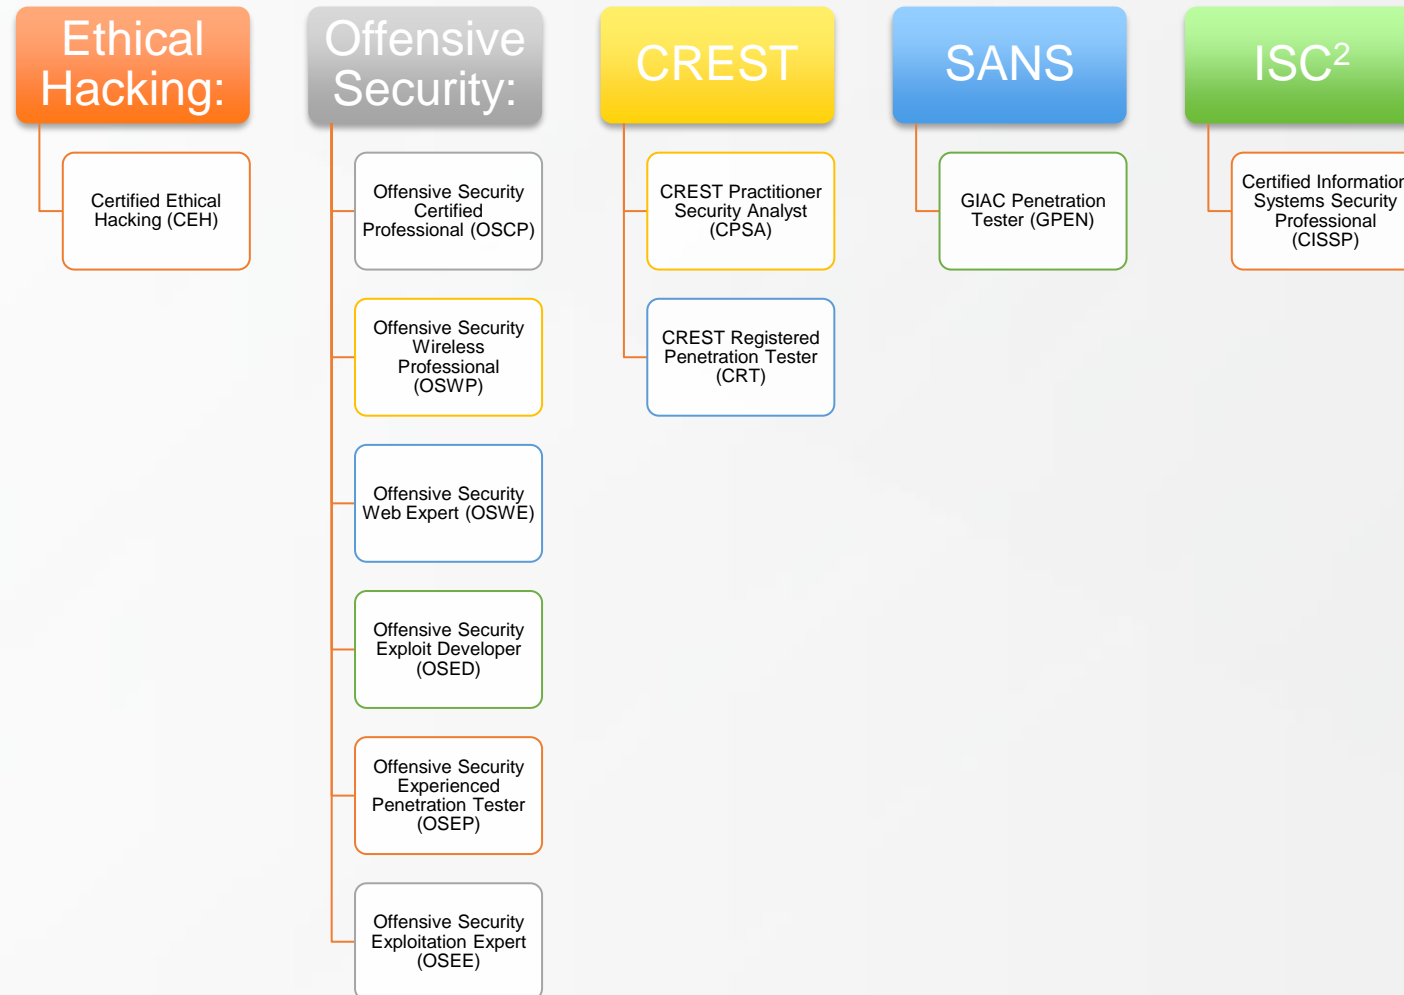 Ethical
Hacking:
Certified Ethical
Hacking (CEH)
Offensive
Security:
Offensive Security
Certified
Professional (OSCP)
Offensive Security
Wireless
Professional
(OSWP)
Offensive Security
Web Expert (OSWE)
Offensive Security
Exploit Developer
(OSED)
Offensive Security
Experienced
Penetration Tester
(OSEP)
Offensive Security
Exploitation Expert
(OSEE)
CREST
CREST Practitioner
Security Analyst
(CPSA)
CREST Registered
Penetration Tester
(CRT)
SANS
GIAC Penetration
Tester (GPEN)
ISC²
Certified Information
Systems Security
Professional
(CISSP)